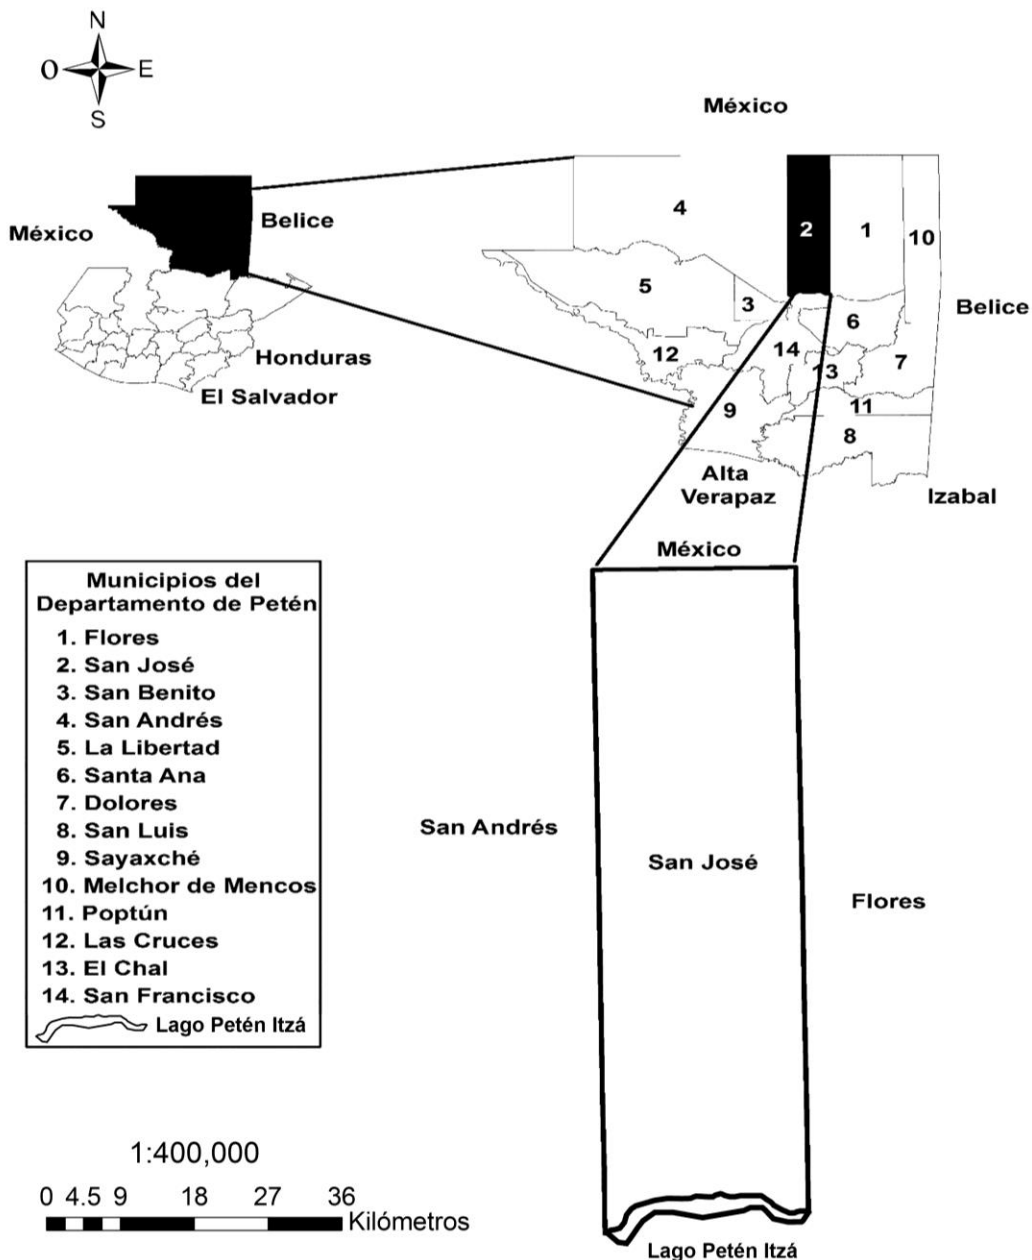 N
O E
S
México
México
Belice
Honduras
El Salvador
4
2
1
10
5
3
6
Belice
12
14
13
7
9
11
8
Alta
Verapaz
Izabal
México
Municipios del
Departamento de Petén
1. Flores
2. San José
3. San Benito
4. San Andrés
5. La Libertad
6. Santa Ana
7. Dolores
8. San Luis
9. Sayaxché
10. Melchor de Mencos
11. Poptún
12. Las Cruces
13. El Chal
14. San Francisco
Lago Petén Itzá
San Andrés
San José
Flores
1:400,000
0 4.5 9 18 27 36
Kilómetros
Lago Petén Itzá